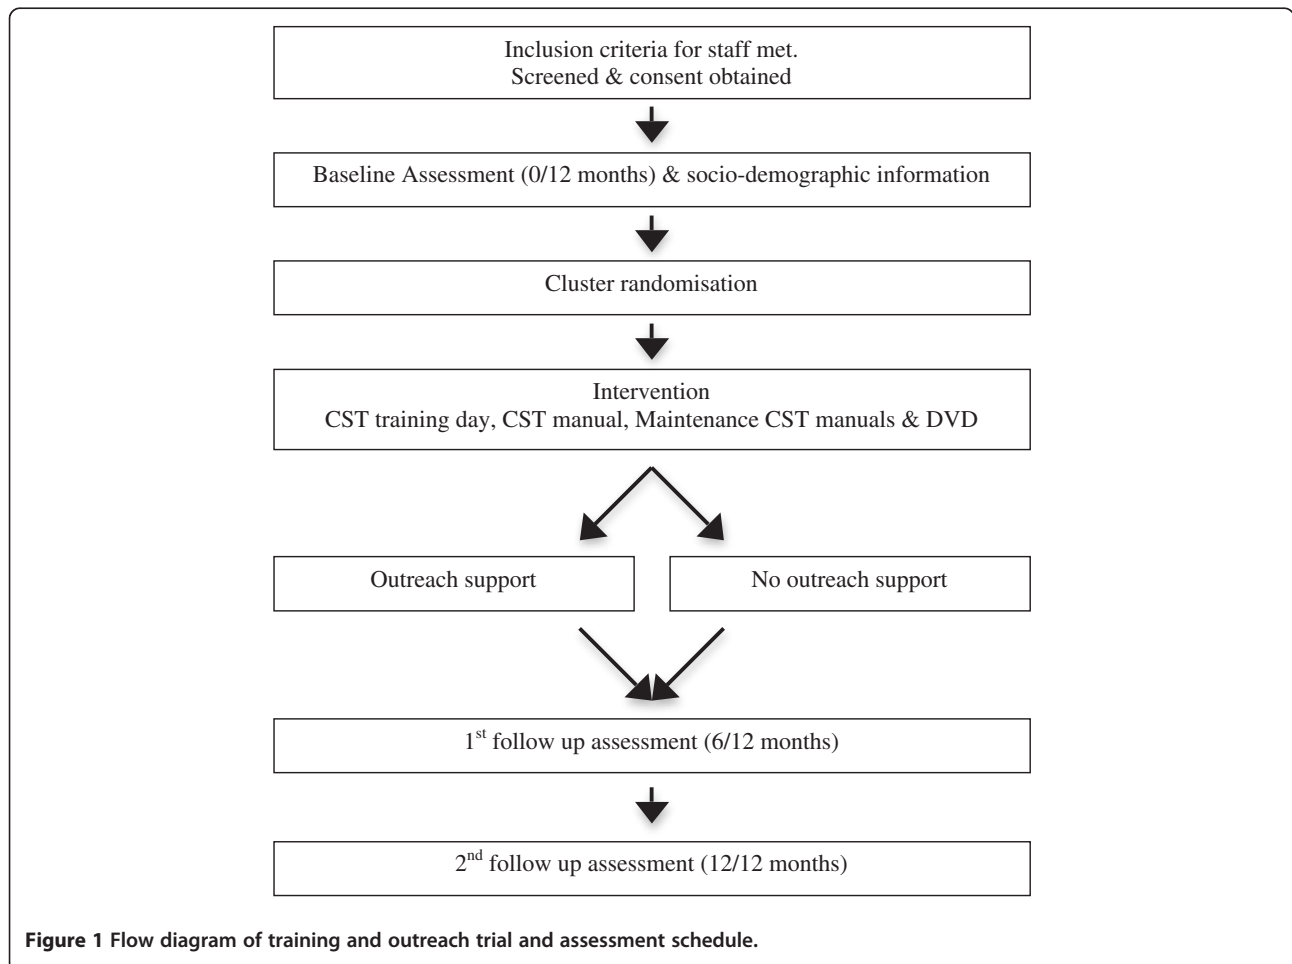 Inclusion criteria for staff met.
Screened & consent obtained
Baseline Assessment (0/12 months) & socio-demographic information
Cluster randomisation
Intervention
CST training day, CST manual, Maintenance CST manuals & DVD
Outreach support
No outreach support
1st follow up assessment (6/12 months)
2nd follow up assessment (12/12 months)
Figure 1 Flow diagram of training and outreach trial and assessment schedule.